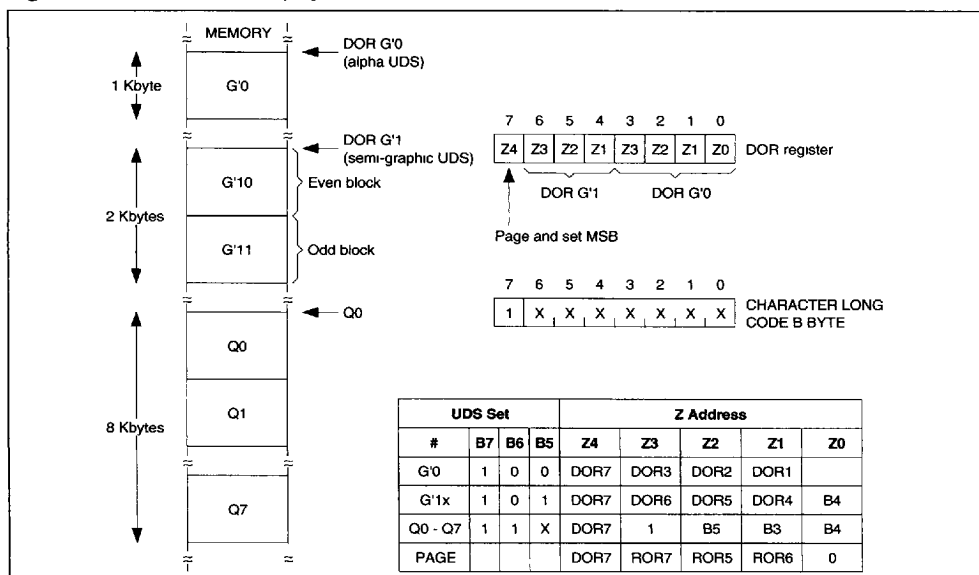 MEMORY
DOR G'0
(alpha UDS)
1 Kbyte
G'0
DOR G'1
(semi-graphic UDS)
G'10
Even block
2 Kbytes
G'11
Odd block
Q0
Q0
Q1
8 Kbytes
Q7
7 6 5 4 3 2 1 0
Z4 Z3 Z2 Z1 Z3 Z2 Z1 Z0 DOR register
DOR G'1 DOR G'0
Page and set MSB
7 6 5 4 3 2 1 0
1 X X X X X X X
CHARACTER LONG
CODE B BYTE
UDS Set Z Address
# B7 B6 B5 Z4 Z3 Z2 Z1 Z0
G'0 1 0 0 DOR7 DOR3 DOR2 DOR1
G'1x 1 0 1 DOR7 DOR6 DOR5 DOR4 B4
Q0 - Q7 1 1 X DOR7 1 B5 B3 B4
PAGE DOR7 ROR7 ROR5 ROR6 0